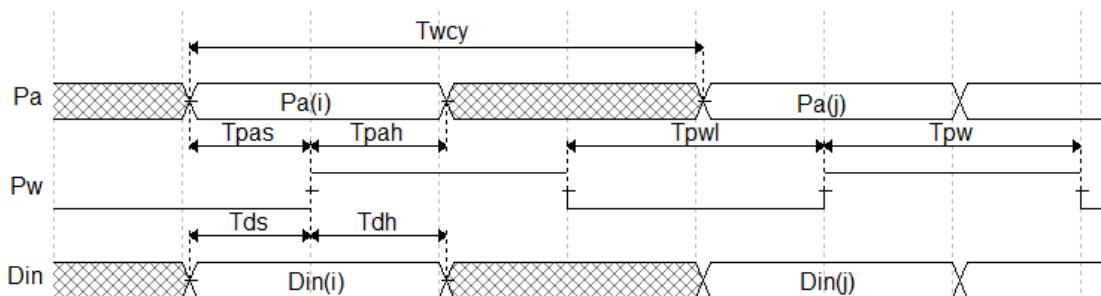 Twcy
Pa Pa(i) Pa(j)
Tpas Tpah Tpwl Tpw
Pw
Tds Tdh
Din Din(i) Din(j)